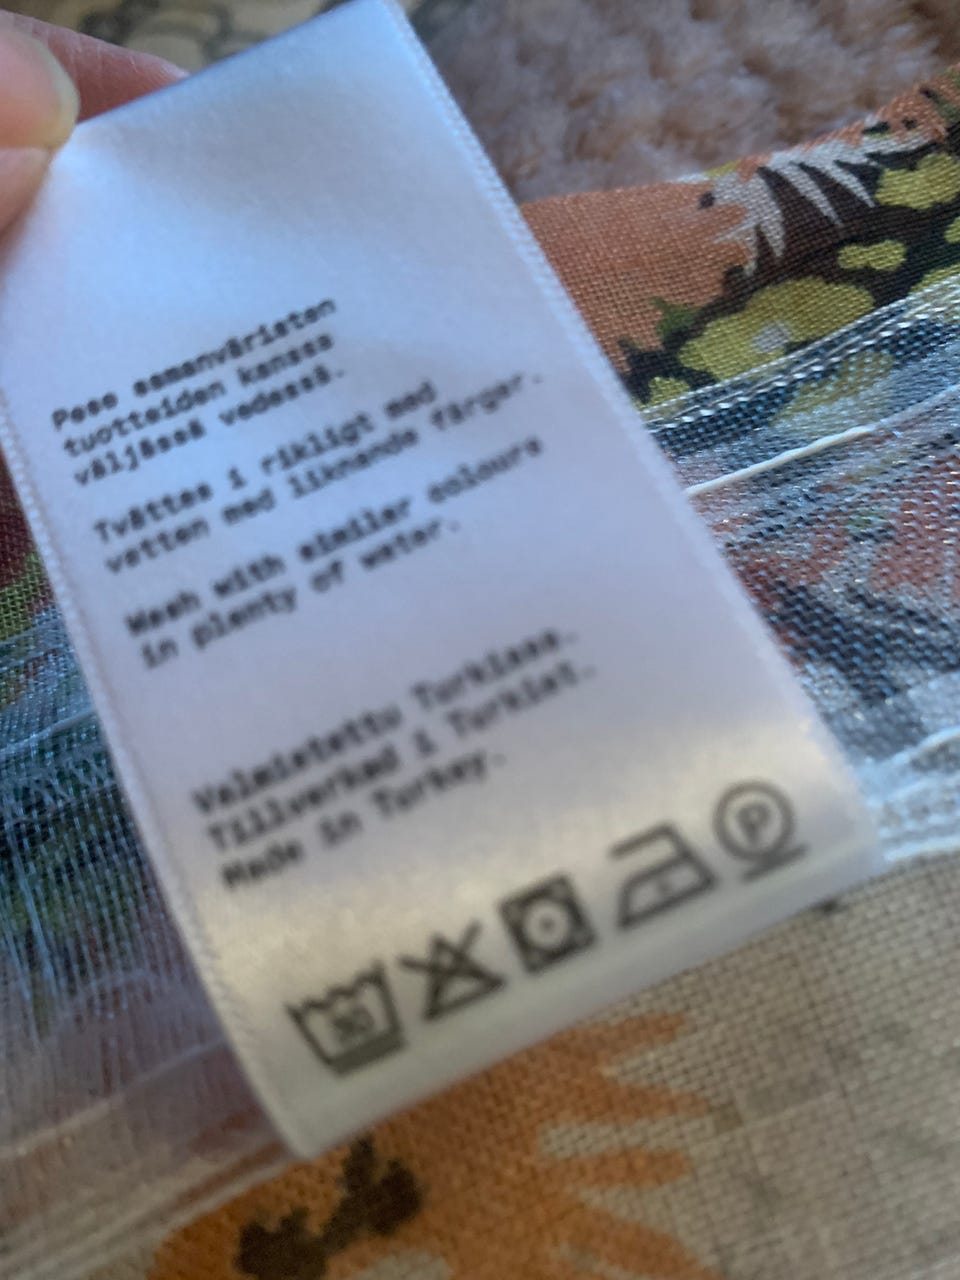 Pese samanväristen
tuotteiden kanssa
väljässä vedessä.
Tvättas i rikligt med
vatten med liknande färger.
Wash with similar colours
in plenty of water.
Valmistettu Turkissa.
Tillverkad i Turkiet.
Made in Turkey.
30
P